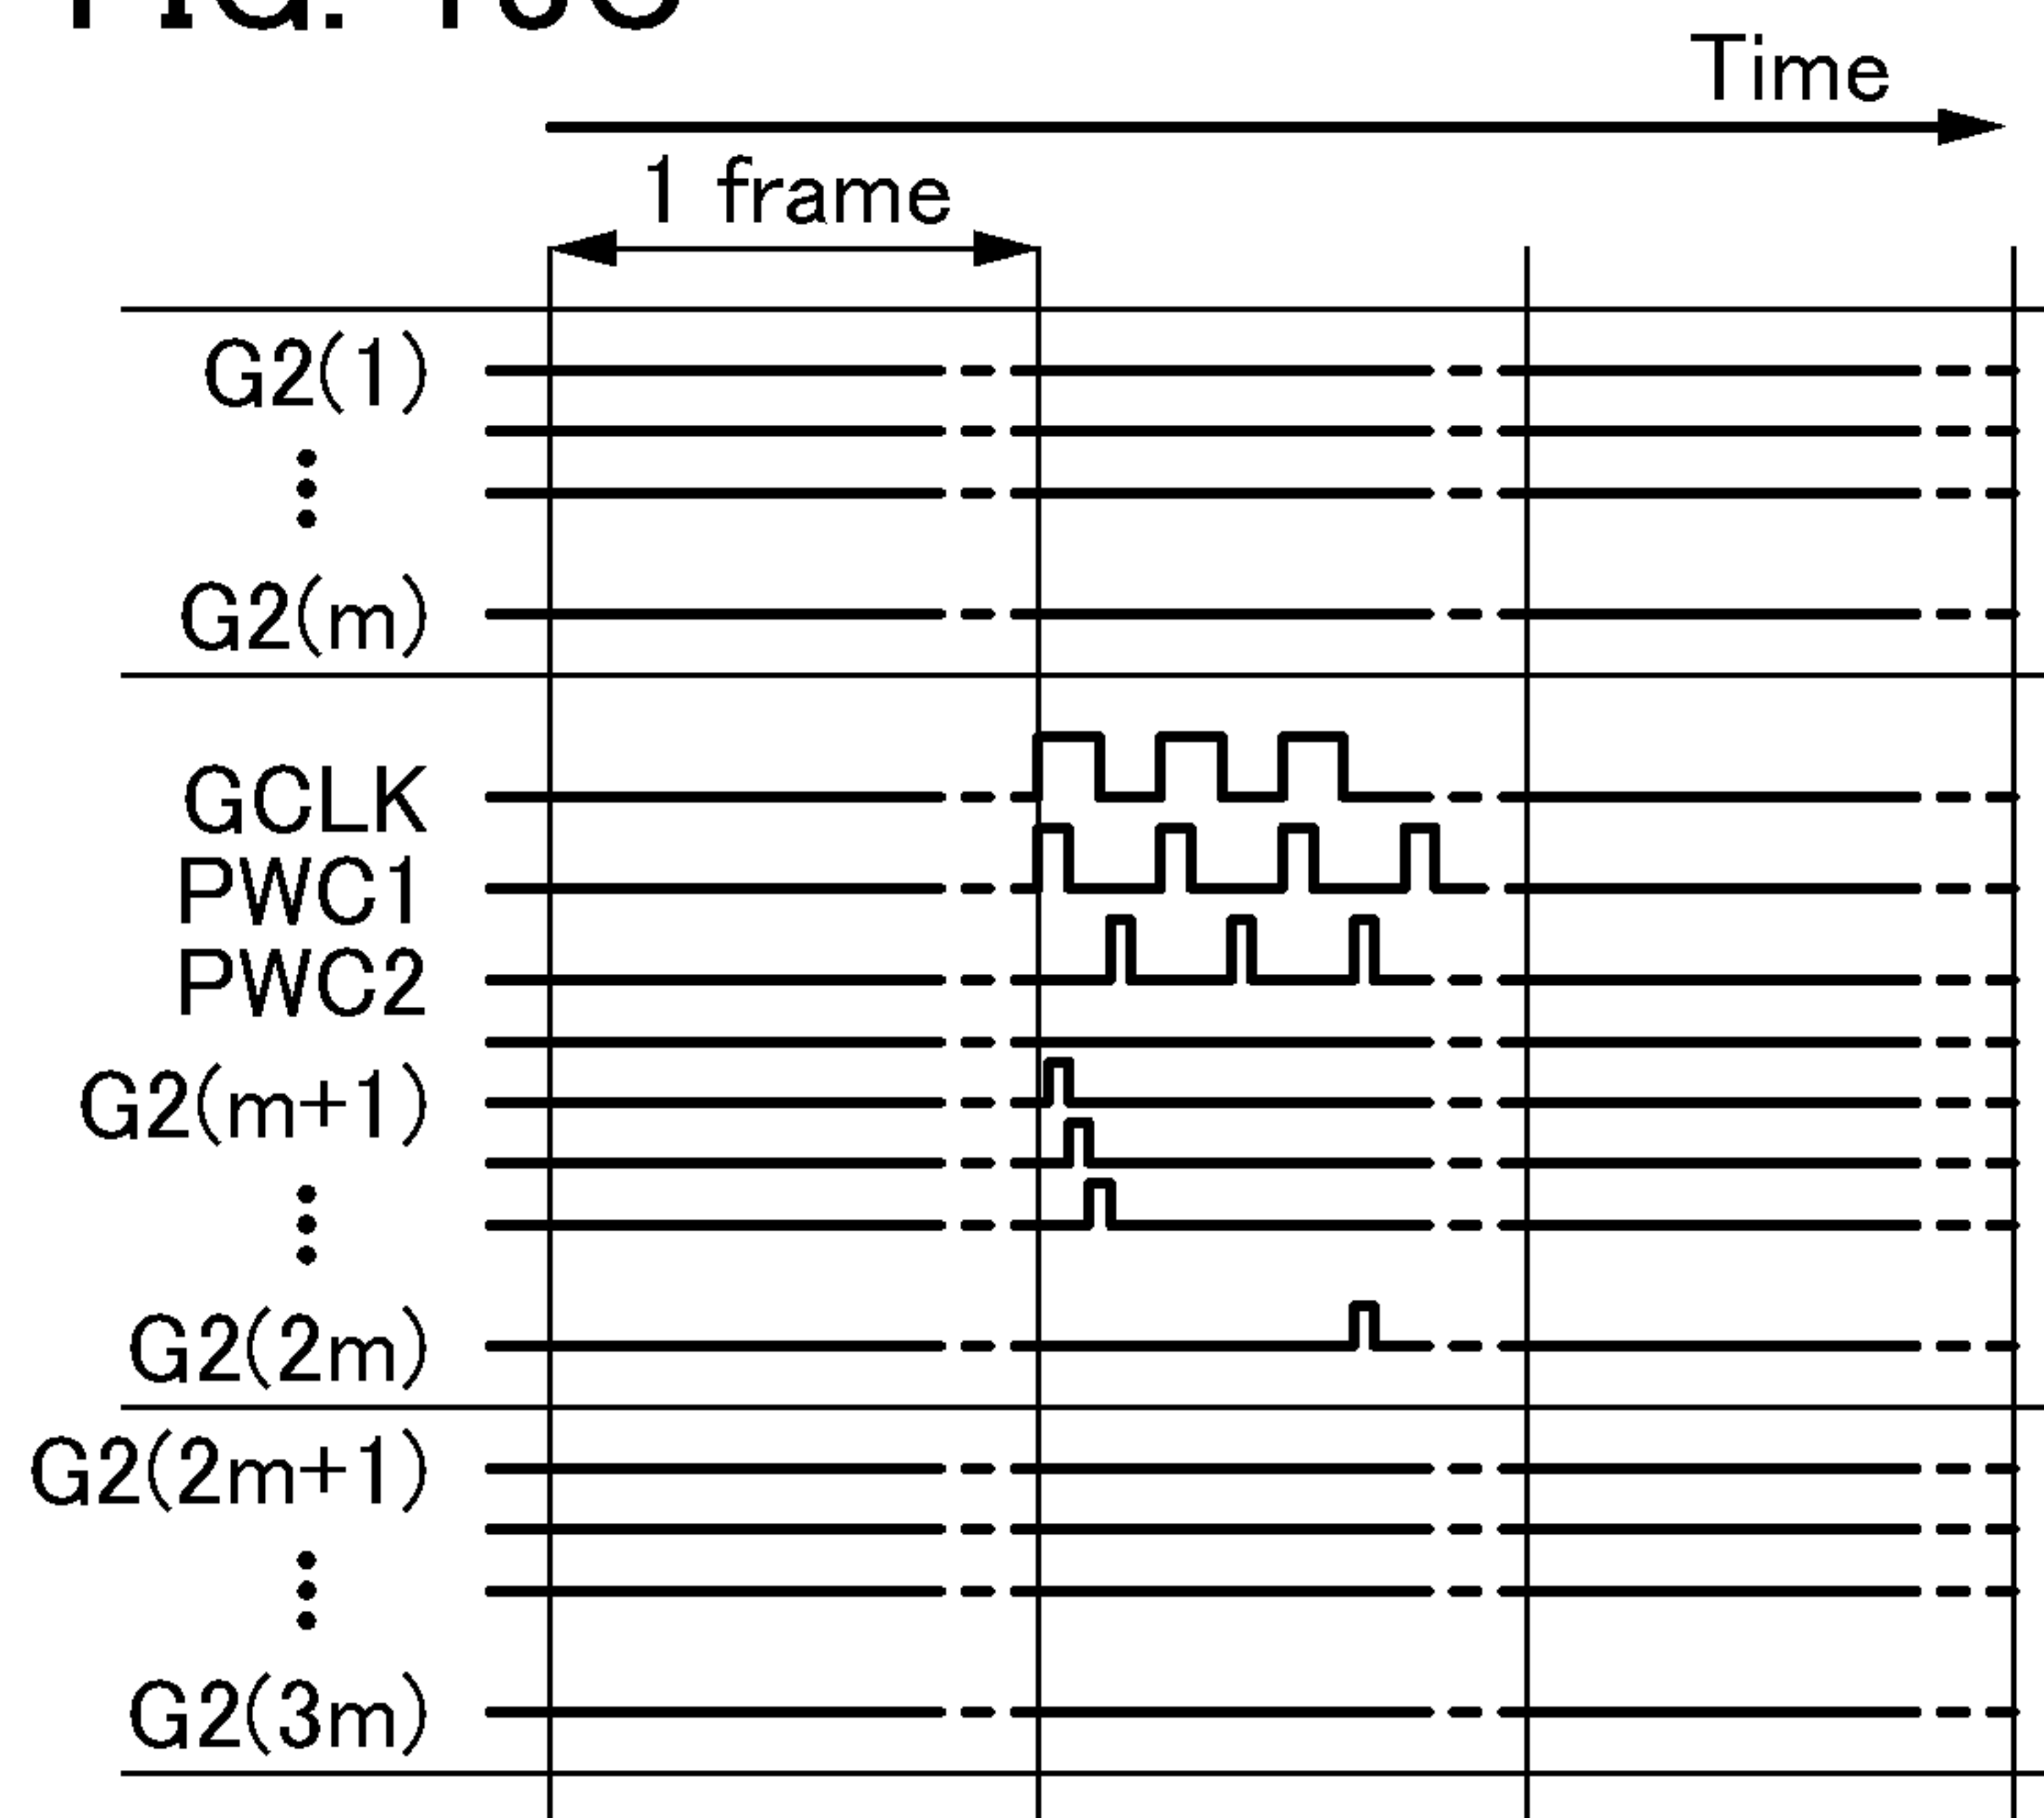 Time
1 frame
G2(1)
G2(m)
GCLK
PWC1
PWC2
G2(m+1)
G2(2m)
G2(2m+1)
G2(3m)